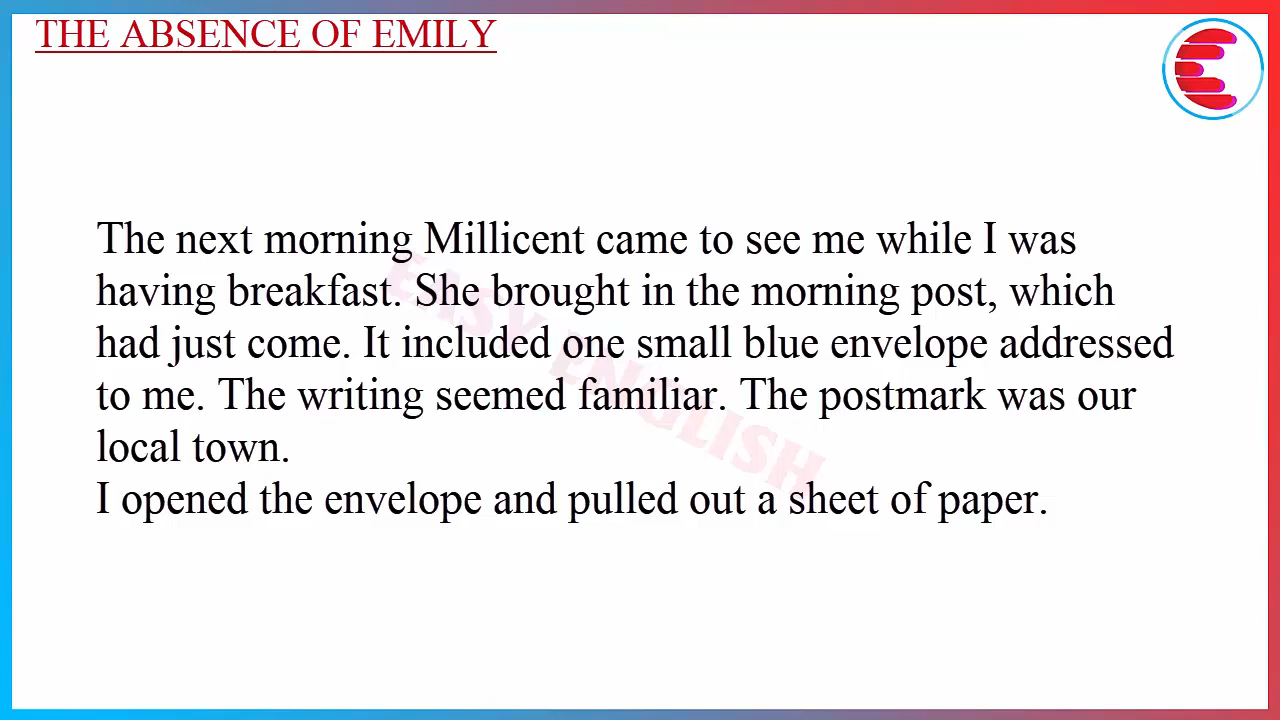 THE ABSENCE OF EMILY
The next morning Millicent came to see me while I was
having breakfast. She brought in the morning post, which
had just come. It included one small blue envelope addressed
to me. The writing seemed familiar. The postmark was our
local town.
I opened the envelope and pulled out a sheet of paper.
EASY ENGLISH